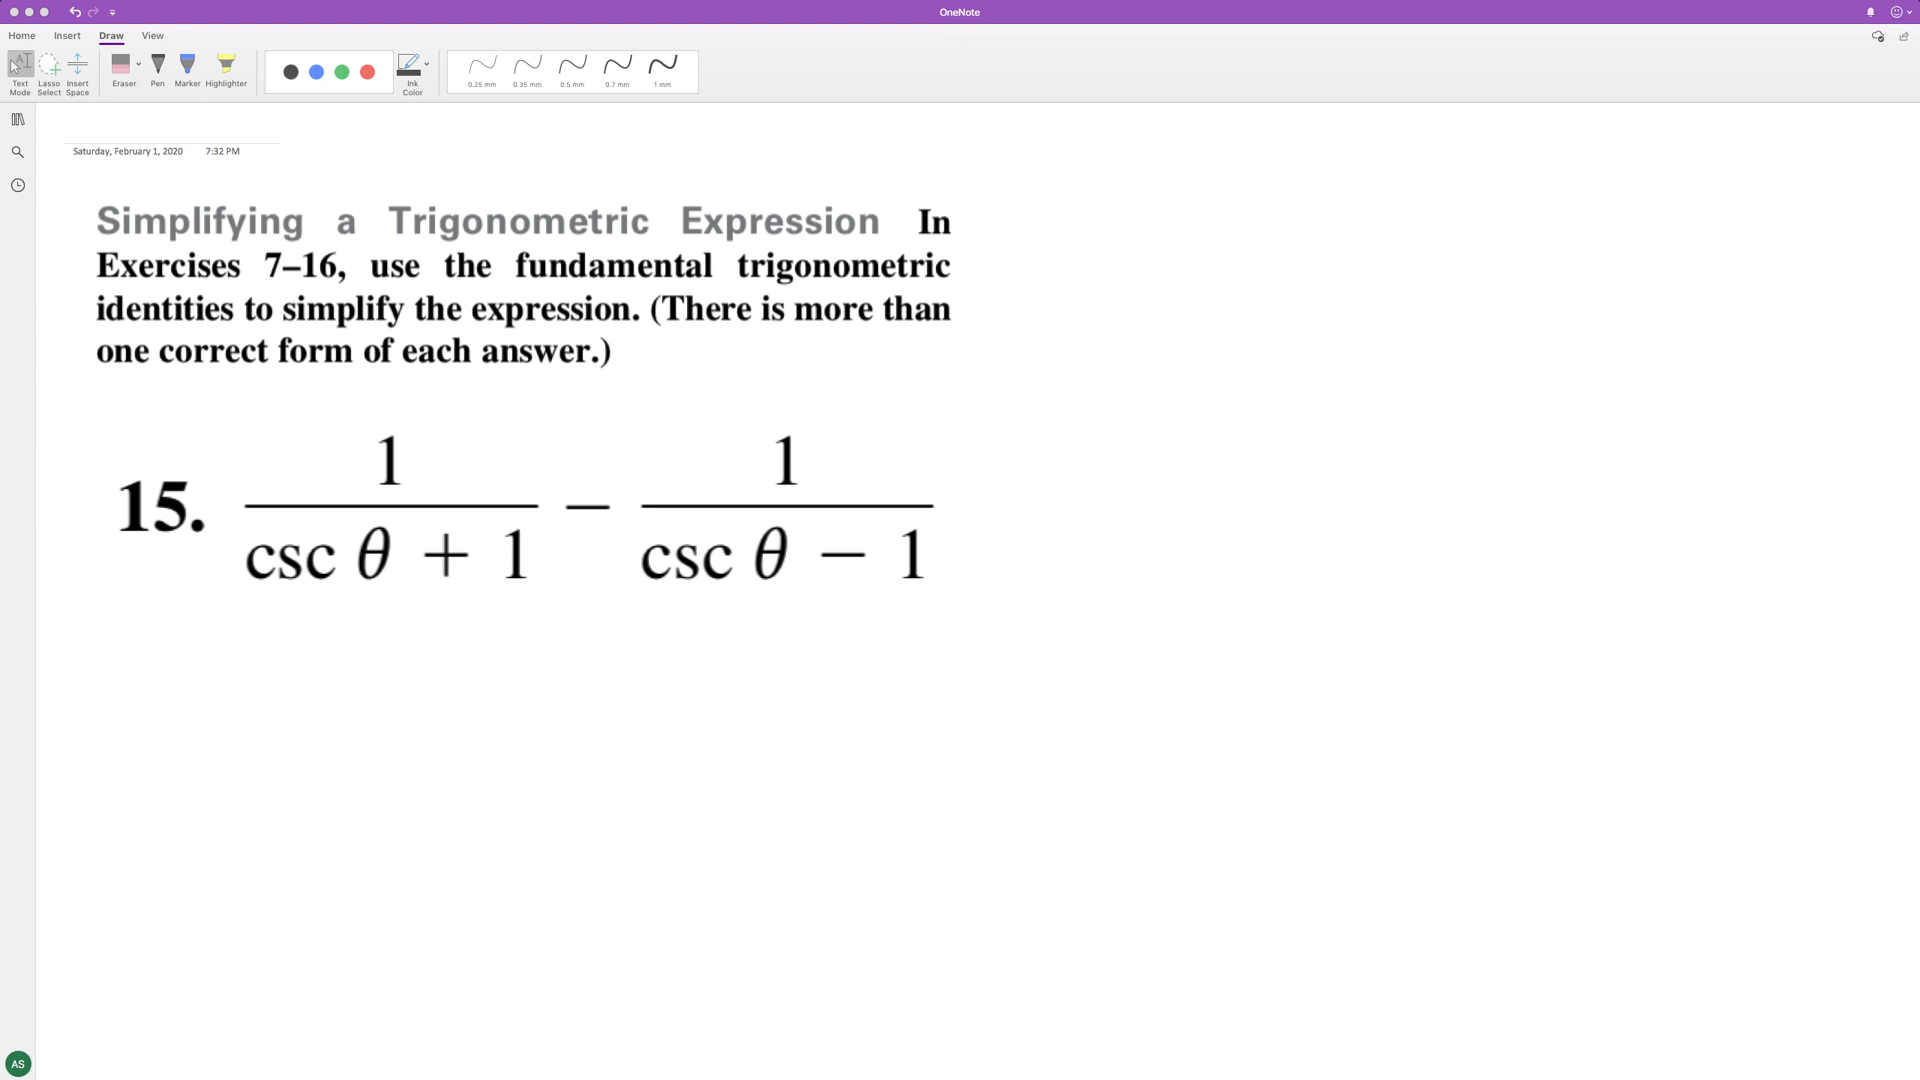 OneNote
Home Insert Draw View
Text Mode Lasso Select Insert Space Eraser Pen Marker Highlighter Ink Color 0.25 mm 0.35 mm 0.5 mm 0.7 mm 1 mm
Saturday, February 1, 2020 7:32 PM
Simplifying a Trigonometric Expression In
Exercises 7–16, use the fundamental trigonometric
identities to simplify the expression. (There is more than
one correct form of each answer.)
15. 1 / (csc θ + 1) − 1 / (csc θ − 1)
AS